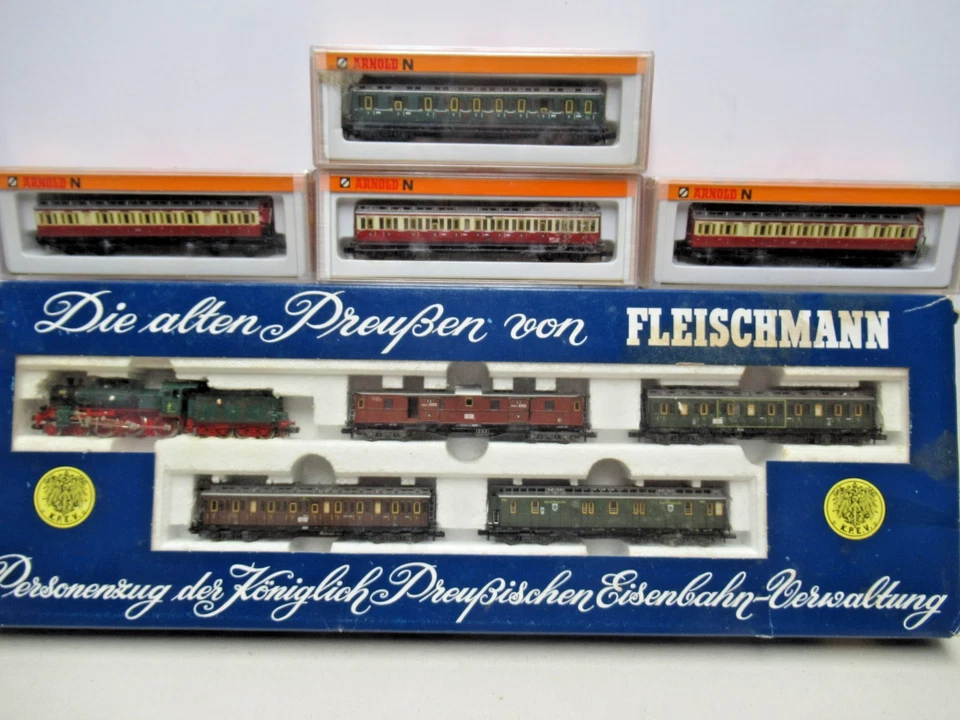 ARNOLD N
ARNOLD N
ARNOLD N
ARNOLD N
Die alten Preußen von FLEISCHMANN
K.P.E.V.
K.P.E.V.
Personenzug der Königlich Preußischen Eisenbahn-Verwaltung